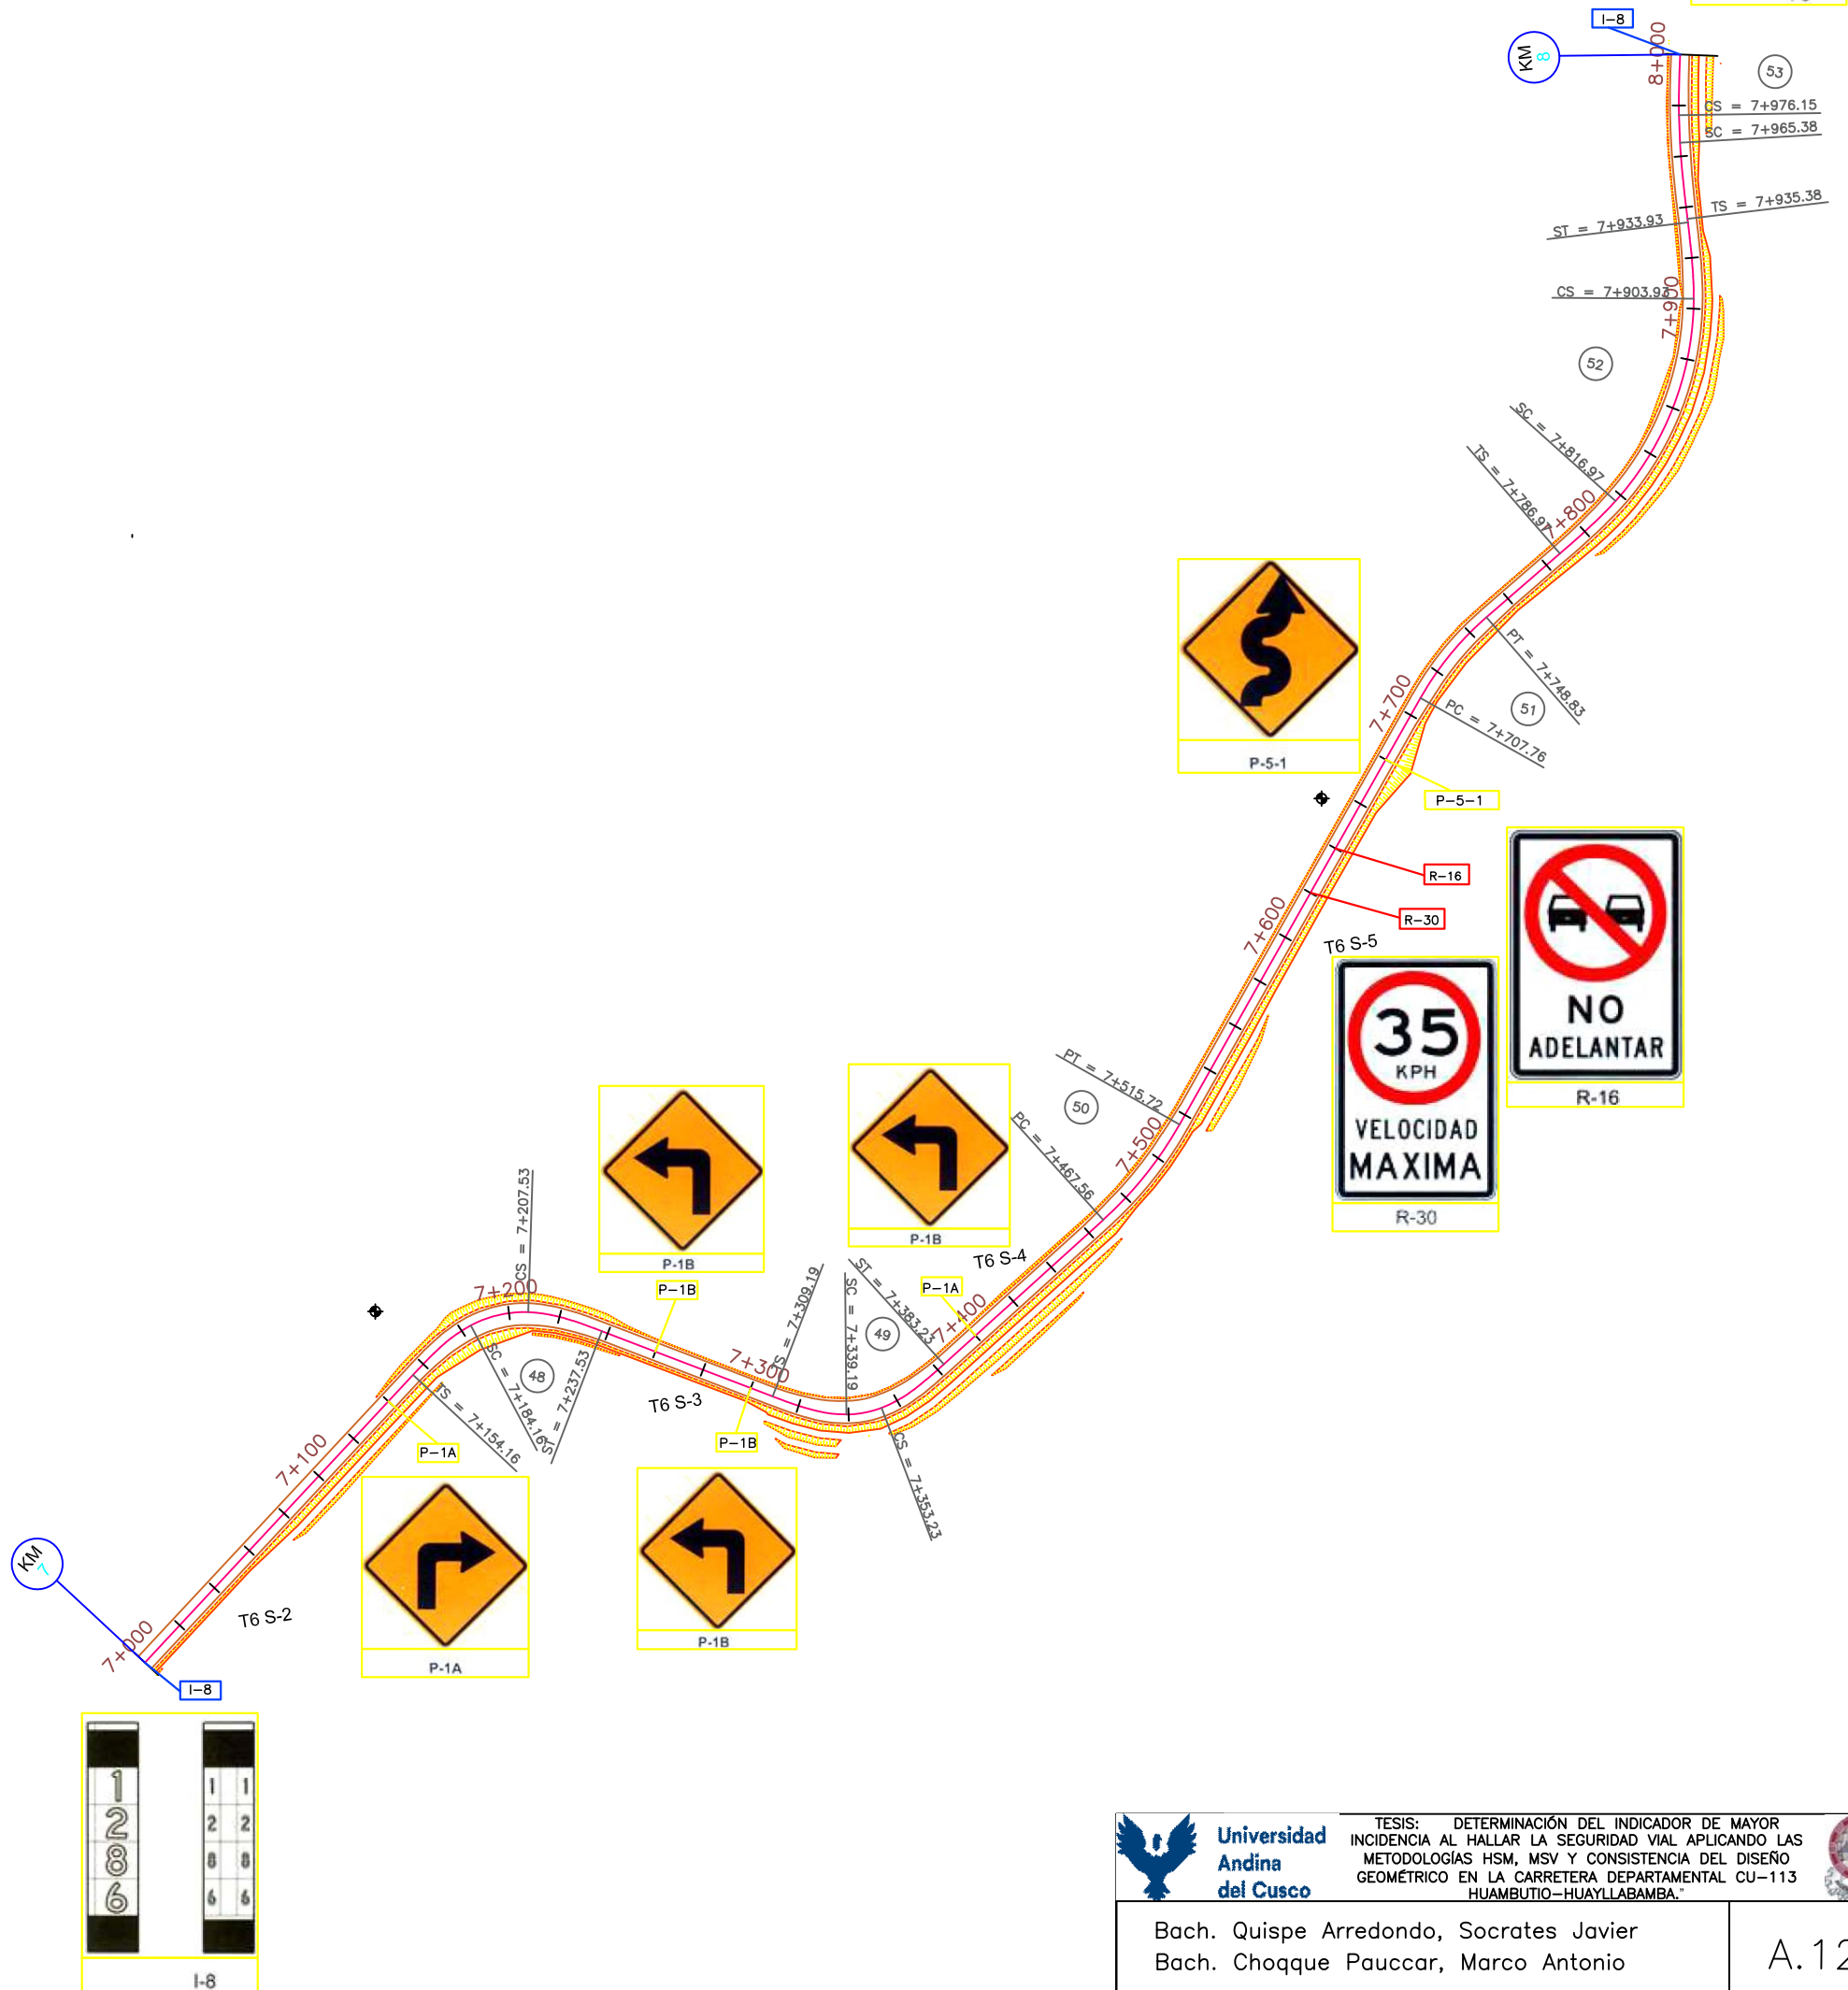 I-8
KM
8
8+000
53
CS = 7+976.15
SC = 7+965.38
TS = 7+935.38
ST = 7+933.93
CS = 7+903.93
7+900
52
SC = 7+816.97
TS = 7+786.97
7+800
P-5-1
PT = 7+748.83
51
PC = 7+707.76
7+700
P-5-1
R-16
R-30
7+600
T6 S-5
NO
ADELANTAR
R-16
35
KPH
VELOCIDAD
MAXIMA
R-30
PT = 7+515.72
50
PC = 7+467.56
7+500
P-1B
P-1B
T6 S-4
P-1A
ST = 7+383.23
7+400
49
SC = 7+339.19
TS = 7+309.19
CS = 7+353.23
7+300
P-1B
T6 S-3
P-1B
P-1B
CS = 7+207.53
7+200
48
SC = 7+184.16
ST = 7+237.53
TS = 7+154.16
P-1A
P-1A
7+100
KM
7
7+000
T6 S-2
I-8
1 1 1
2 2 2
8 8 8
6 6 6
I-8
Universidad
Andina
del Cusco
TESIS: DETERMINACIÓN DEL INDICADOR DE MAYOR
INCIDENCIA AL HALLAR LA SEGURIDAD VIAL APLICANDO LAS
METODOLOGÍAS HSM, MSV Y CONSISTENCIA DEL DISEÑO
GEOMÉTRICO EN LA CARRETERA DEPARTAMENTAL CU-113
HUAMBUTIO-HUAYLLABAMBA."
Bach. Quispe Arredondo, Socrates Javier
Bach. Choqque Pauccar, Marco Antonio
A.12